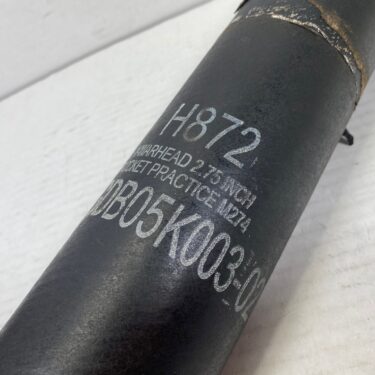 H872
WARHEAD 2.75 INCH
ROCKET PRACTICE M274
DB05K003-02